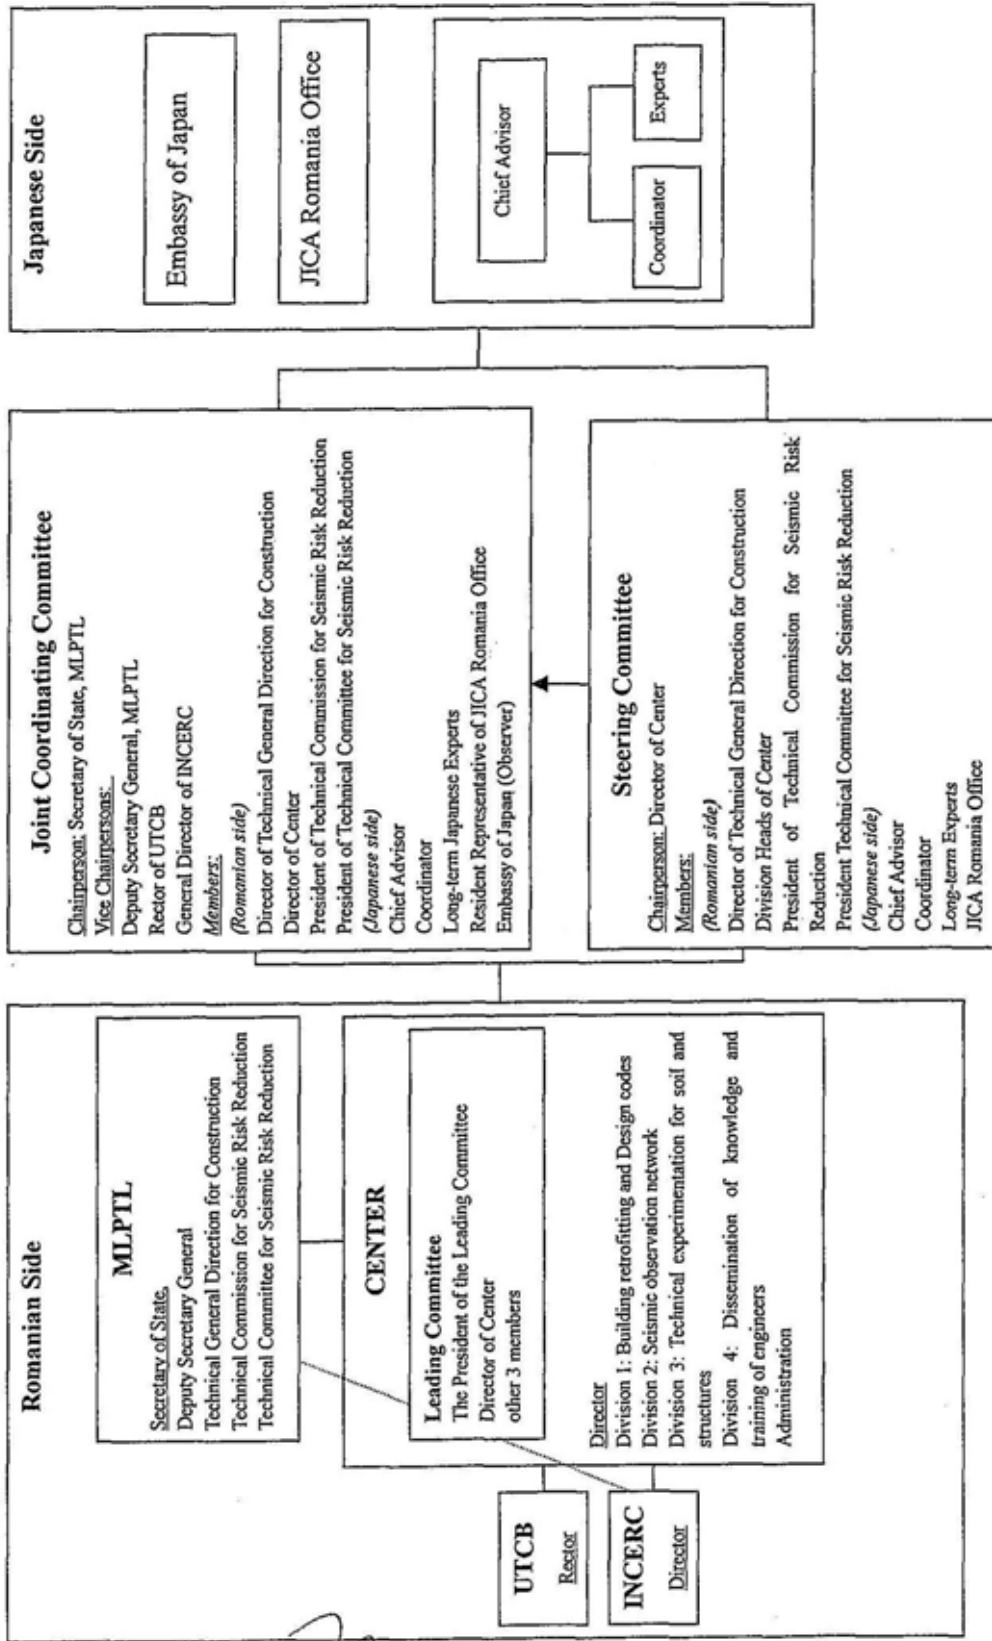 Romanian Side
MLPTL
Secretary of State,
Deputy Secretary General
Technical General Direction for Construction
Technical Commission for Seismic Risk Reduction
Technical Committee for Seismic Risk Reduction
CENTER
Leading Committee
The President of the Leading Committee
Director of Center
other 3 members
Director
Division 1: Building retrofitting and Design codes
Division 2: Seismic observation network
Division 3: Technical experimentation for soil and
structures
Division 4: Dissemination of knowledge and
training of engineers
Administration
UTCB
Rector
INCERC
Director
Joint Coordinating Committee
Chairperson: Secretary of State, MLPTL
Vice Chairpersons:
Deputy Secretary General, MLPTL
Rector of UTCB
General Director of INCERC
Members:
(Romanian side)
Director of Technical General Direction for Construction
Director of Center
President of Technical Commission for Seismic Risk Reduction
President of Technical Committee for Seismic Risk Reduction
(Japanese side)
Chief Advisor
Coordinator
Long-term Japanese Experts
Resident Representative of JICA Romania Office
Embassy of Japan (Observer)
Steering Committee
Chairperson: Director of Center
Members:
(Romanian side)
Director of Technical General Direction for Construction
Division Heads of Center
President of Technical Commission for Seismic Risk
Reduction
President Technical Committee for Seismic Risk Reduction
(Japanese side)
Chief Advisor
Coordinator
Long-term Experts
JICA Romania Office
Japanese Side
Embassy of Japan
JICA Romania Office
Chief Advisor
Coordinator
Experts